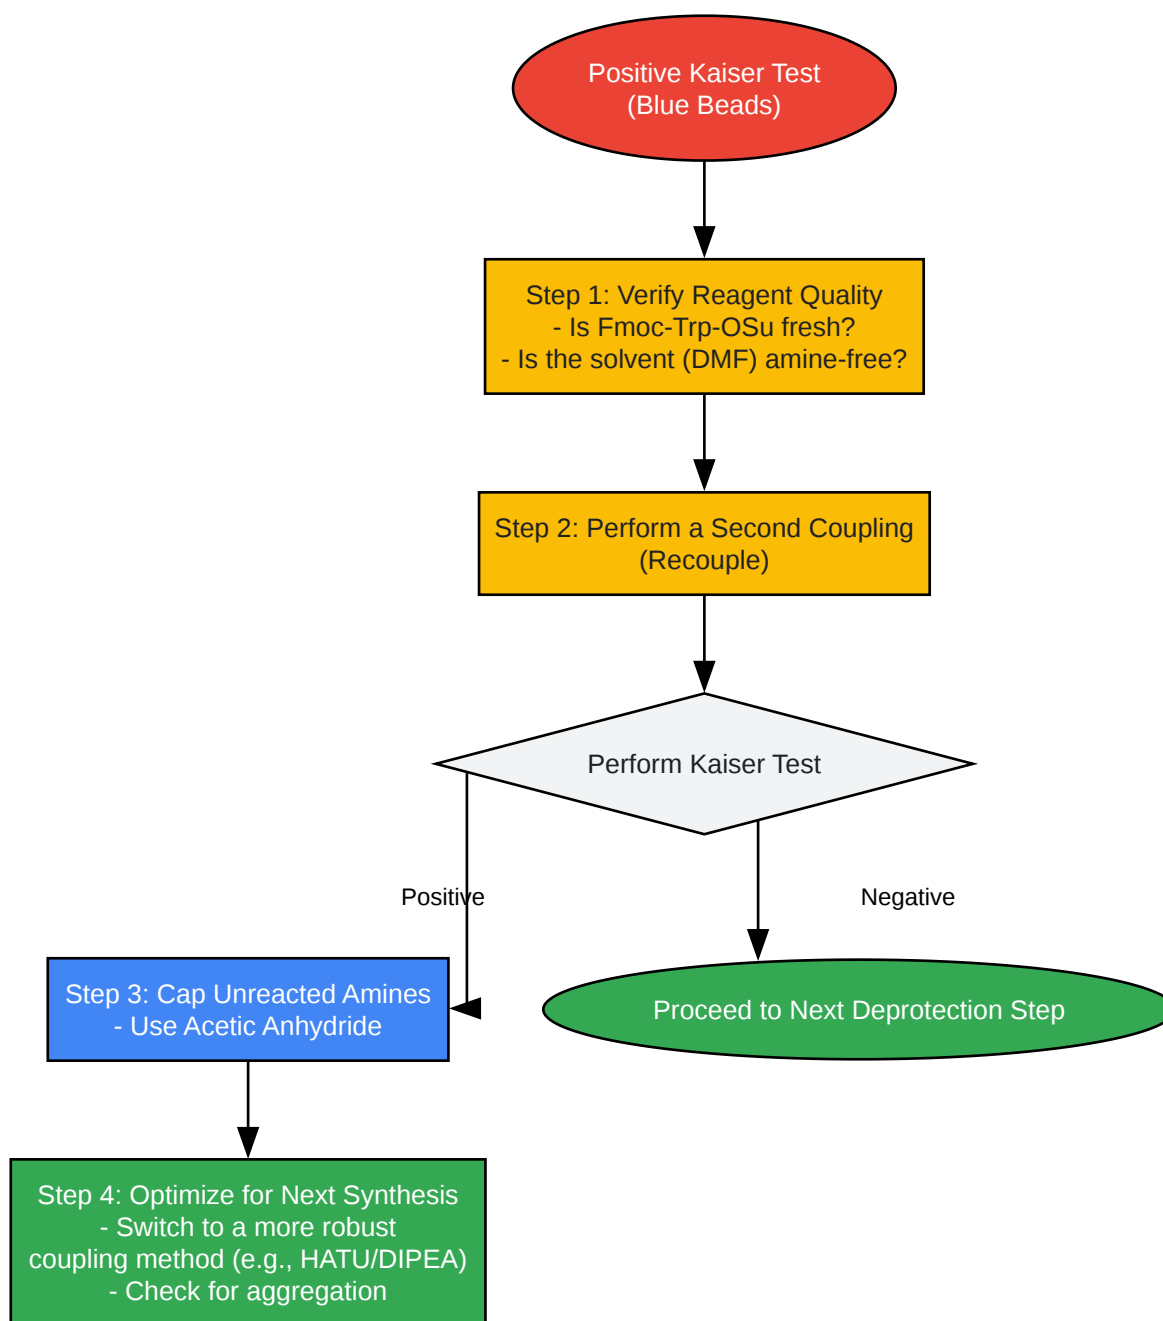 Positive Kaiser Test
(Blue Beads)
Step 1: Verify Reagent Quality
- Is Fmoc-Trp-OSu fresh?
- Is the solvent (DMF) amine-free?
Step 2: Perform a Second Coupling
(Recouple)
Perform Kaiser Test
Positive
Negative
Step 3: Cap Unreacted Amines
- Use Acetic Anhydride
Proceed to Next Deprotection Step
Step 4: Optimize for Next Synthesis
- Switch to a more robust
coupling method (e.g., HATU/DIPEA)
- Check for aggregation